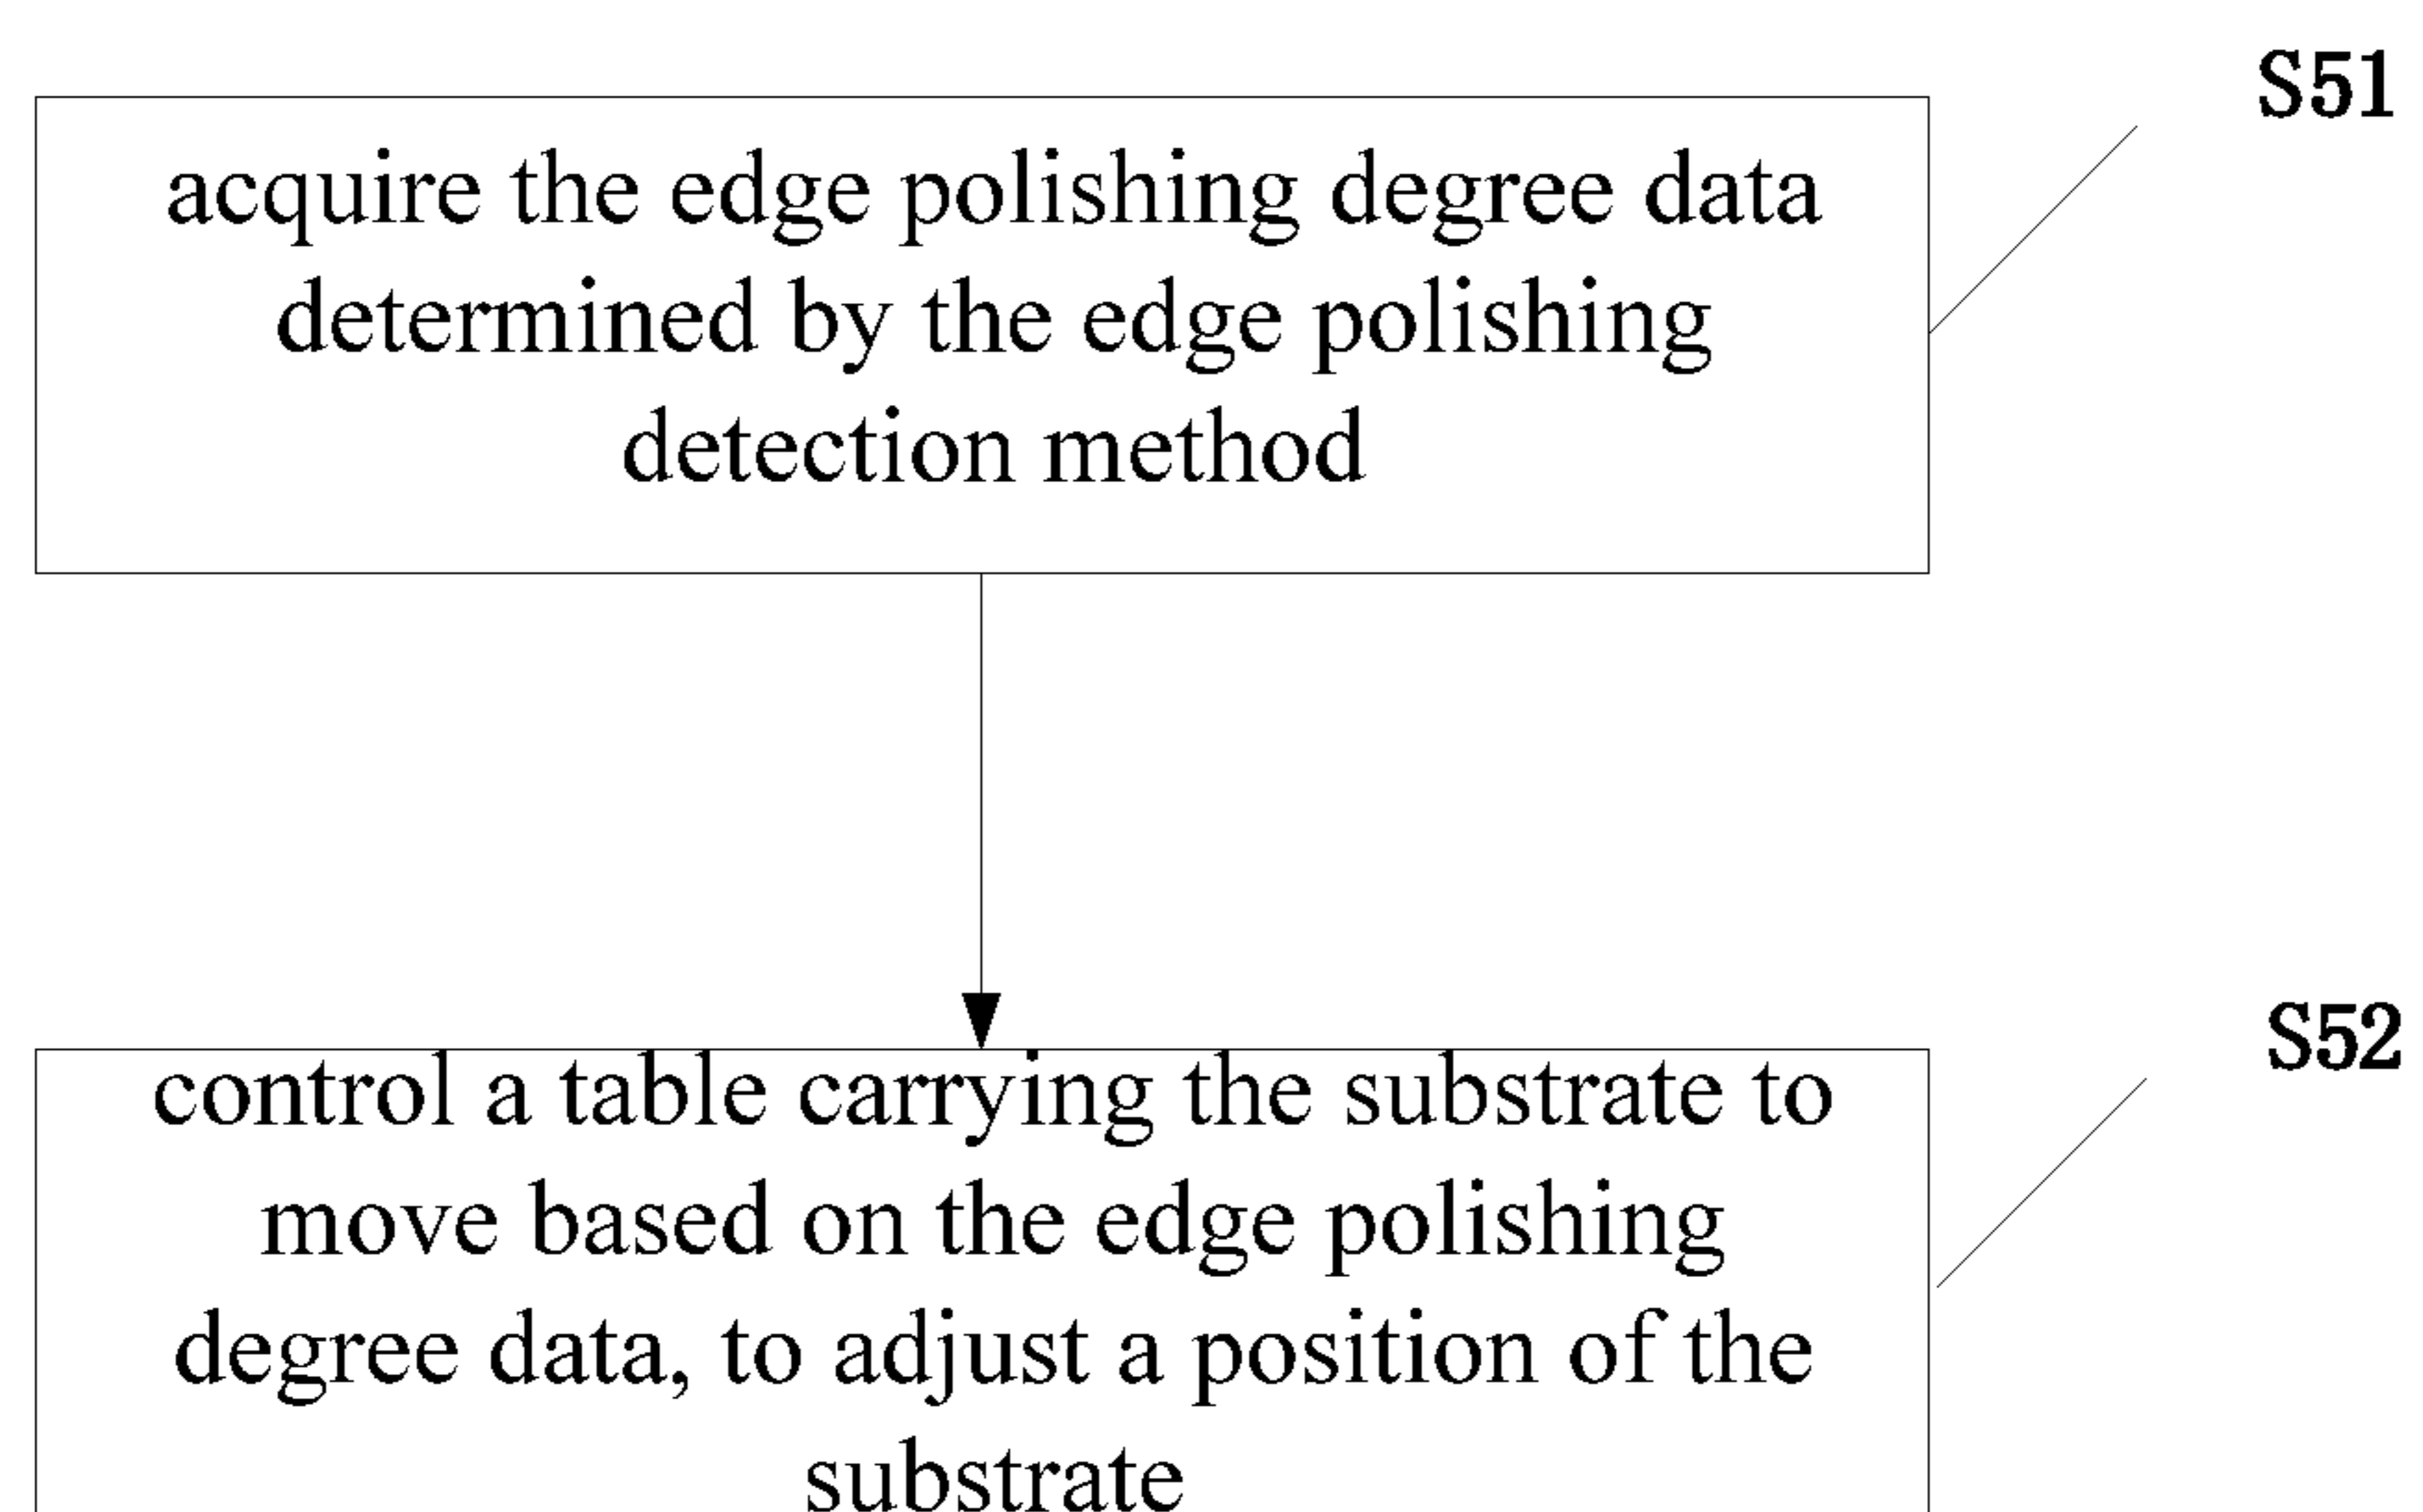 S51
acquire the edge polishing degree data
determined by the edge polishing
detection method
S52
control a table carrying the substrate to
move based on the edge polishing
degree data, to adjust a position of the
substrate